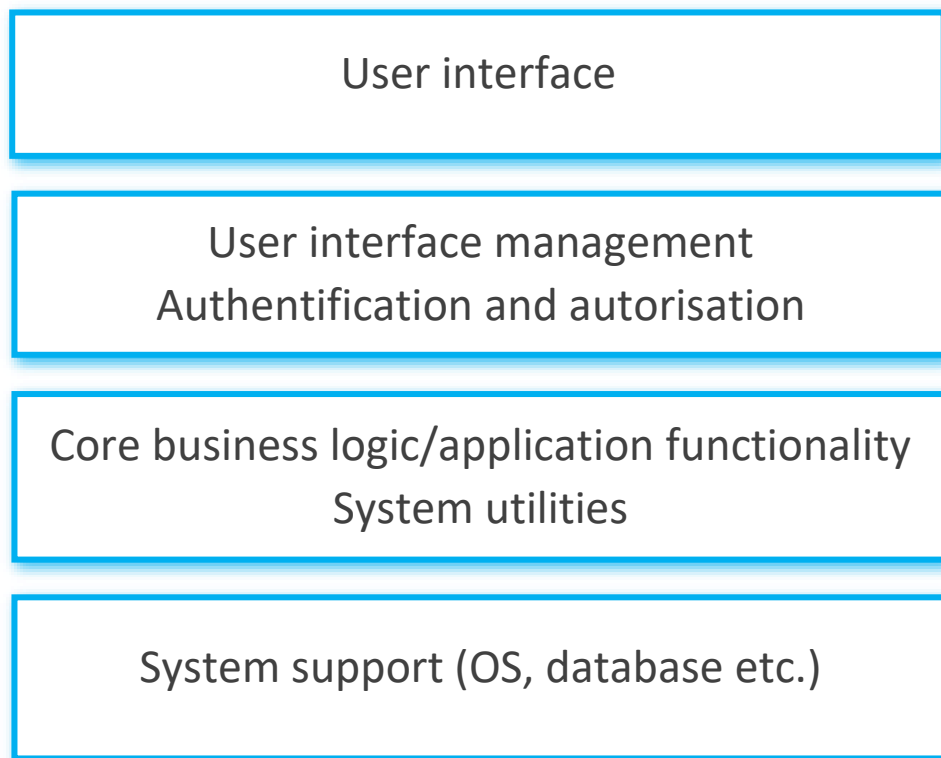 User interface
User interface management
Authentification and autorisation
Core business logic/application functionality
System utilities
System support (OS, database etc.)